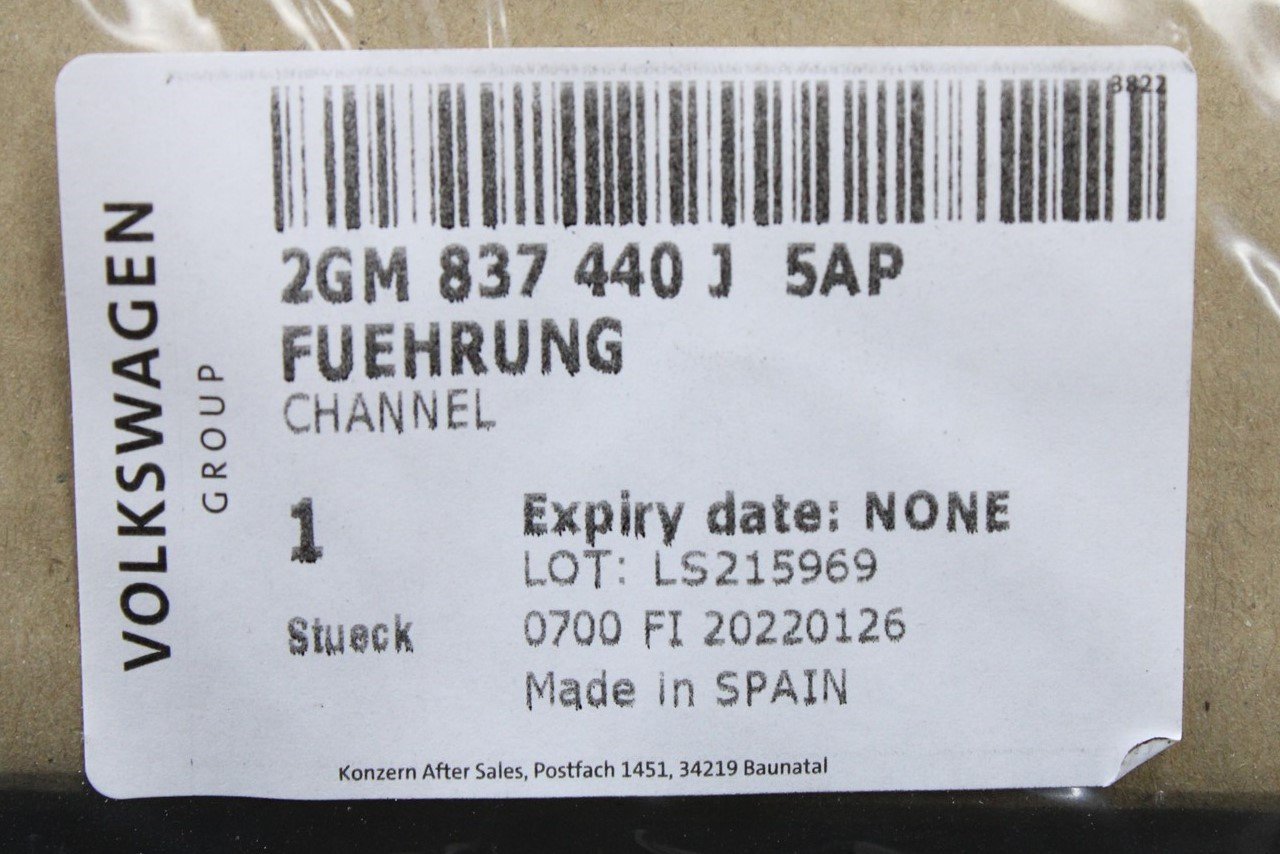 3822
2GM 837 440 J 5AP
FUEHRUNG
CHANNEL
VOLKSWAGEN
GROUP
1
Expiry date: NONE
LOT: LS215969
Stueck
0700 FI 20220126
Made in SPAIN
Konzern After Sales, Postfach 1451, 34219 Baunatal